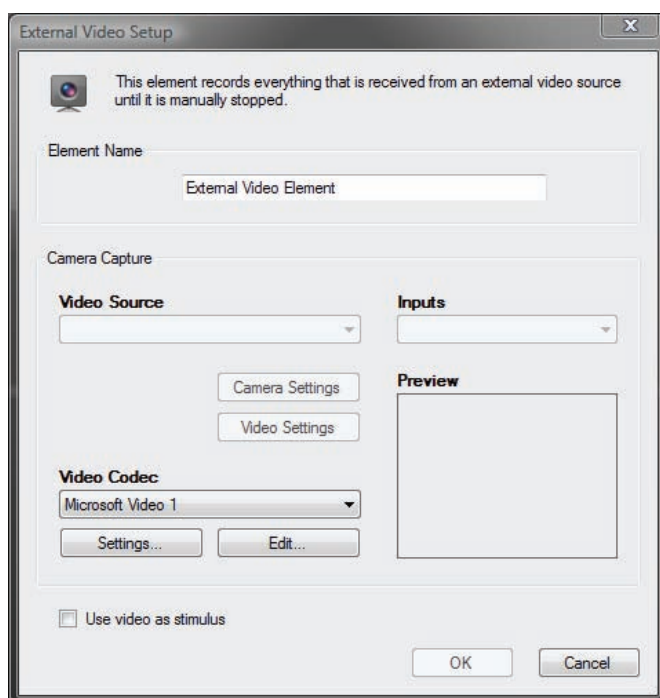 External Video Setup
X
This element records everything that is received from an external video source
until it is manually stopped.
Element Name
External Video Element
Camera Capture
Video Source
Inputs
Camera Settings
Preview
Video Settings
Video Codec
Microsoft Video 1
Settings...
Edit...
Use video as stimulus
OK
Cancel